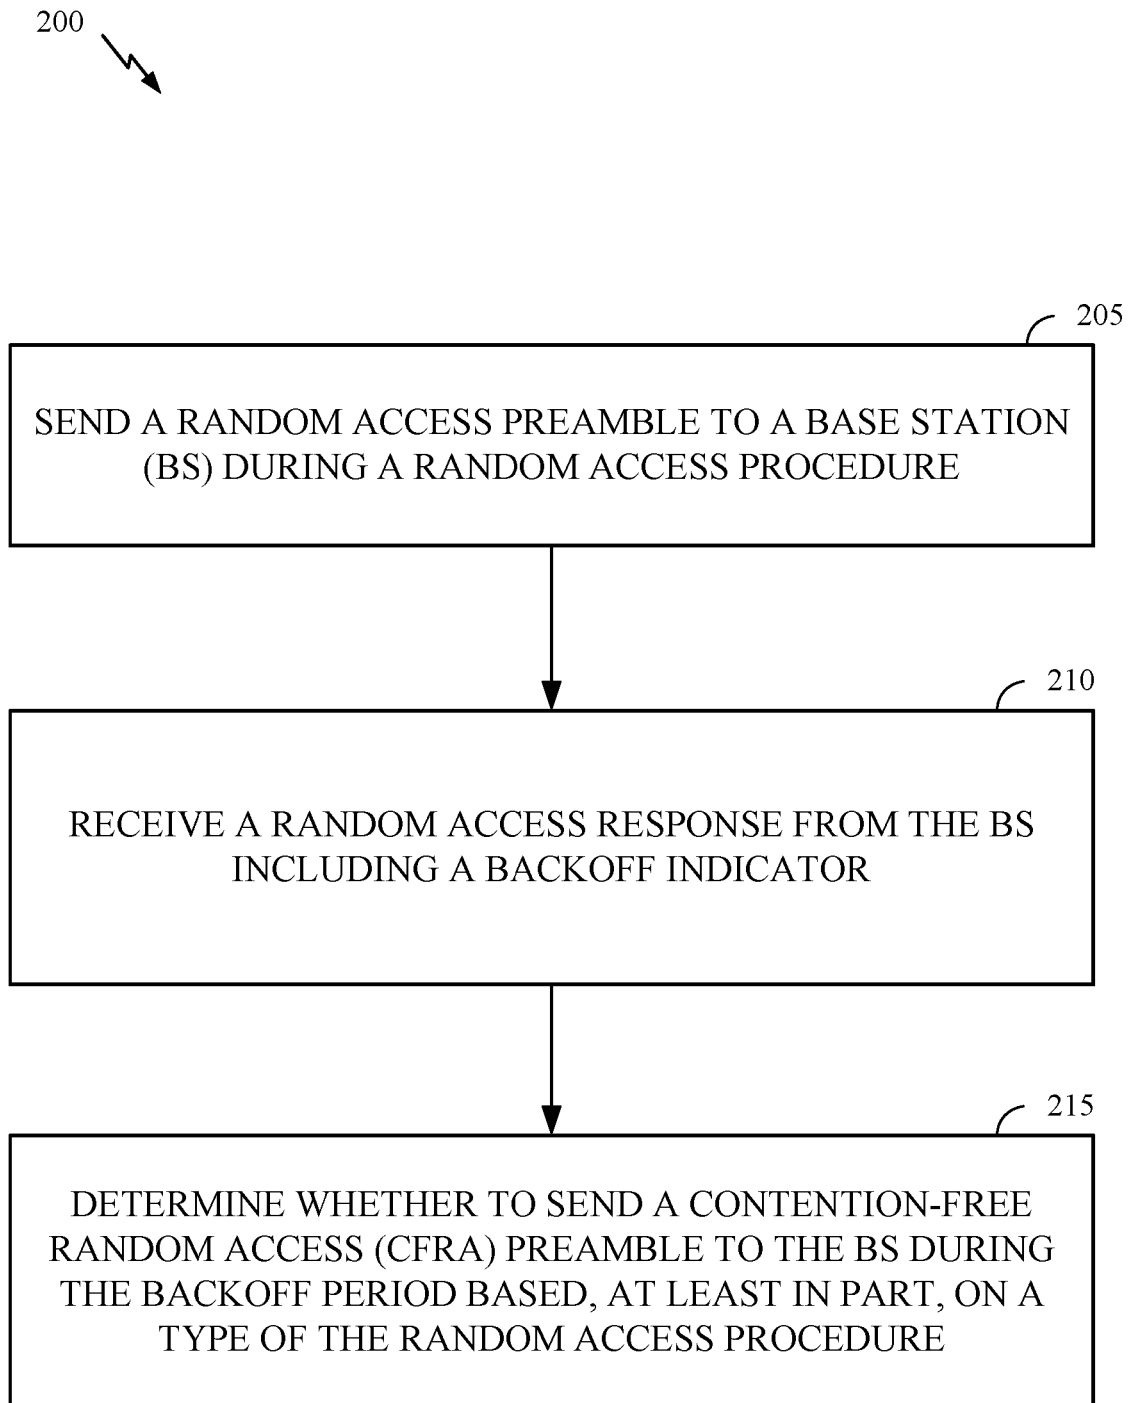 200
205
SEND A RANDOM ACCESS PREAMBLE TO A BASE STATION
(BS) DURING A RANDOM ACCESS PROCEDURE
210
RECEIVE A RANDOM ACCESS RESPONSE FROM THE BS
INCLUDING A BACKOFF INDICATOR
215
DETERMINE WHETHER TO SEND A CONTENTION-FREE
RANDOM ACCESS (CFRA) PREAMBLE TO THE BS DURING
THE BACKOFF PERIOD BASED, AT LEAST IN PART, ON A
TYPE OF THE RANDOM ACCESS PROCEDURE